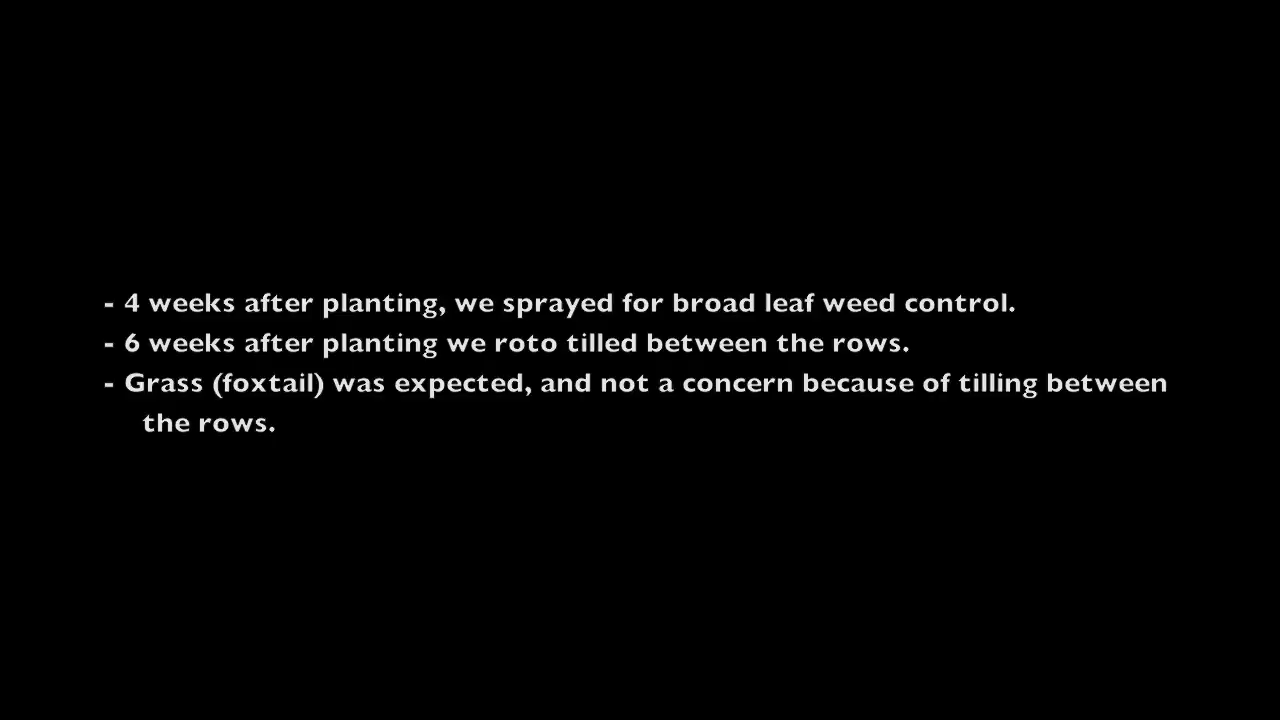 - 4 weeks after planting, we sprayed for broad leaf weed control.
- 6 weeks after planting we roto tilled between the rows.
- Grass (foxtail) was expected, and not a concern because of tilling between
the rows.